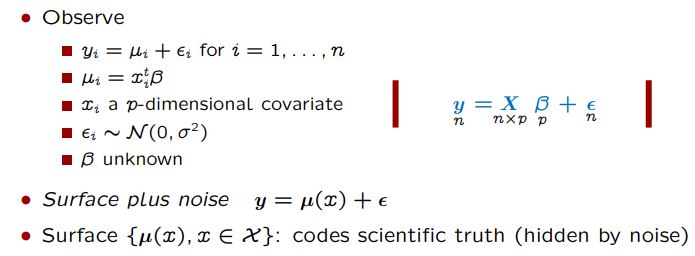 • Observe
■ yᵢ = μᵢ + ϵᵢ for i = 1, . . . , n
■ μᵢ = xᵢᵗβ
■ xᵢ a p-dimensional covariate
■ ϵᵢ ∼ N(0, σ²)
■ β unknown
y = X β + ϵ
n n×p p n
• Surface plus noise y = μ(x) + ϵ
• Surface {μ(x), x ∈ X}: codes scientific truth (hidden by noise)